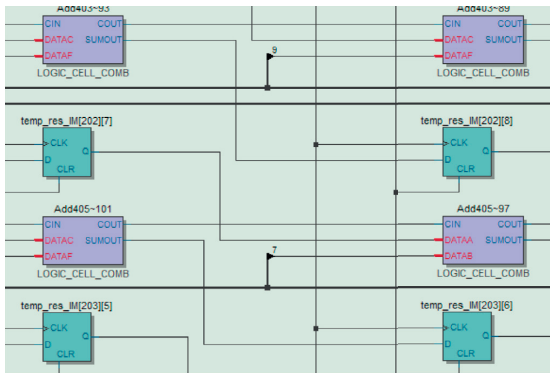 Add403~93
Add403~89
CIN
COUT
DATAC
SUMOUT
DATAF
LOGIC_CELL_COMB
9
CIN
COUT
DATAC
SUMOUT
DATAF
LOGIC_CELL_COMB
temp_res_IM[202][7]
CLK
Q
D
CLR
temp_res_IM[202][8]
CLK
Q
D
CLR
Add405~101
CIN
COUT
DATAC
SUMOUT
DATAF
LOGIC_CELL_COMB
7
Add405~97
CIN
COUT
DATAA
SUMOUT
DATAB
LOGIC_CELL_COMB
temp_res_IM[203][5]
CLK
Q
D
CLR
temp_res_IM[203][6]
CLK
Q
D
CLR